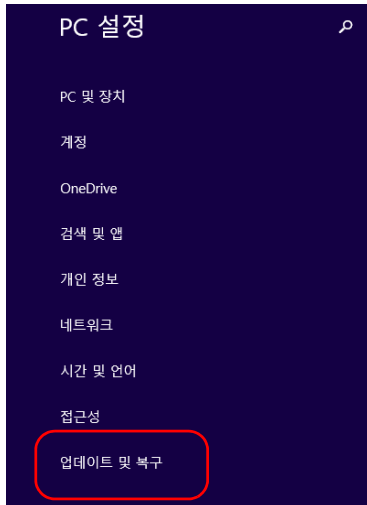 PC 설정
PC 및 장치
계정
OneDrive
검색 및 앱
개인 정보
네트워크
시간 및 언어
접근성
업데이트 및 복구